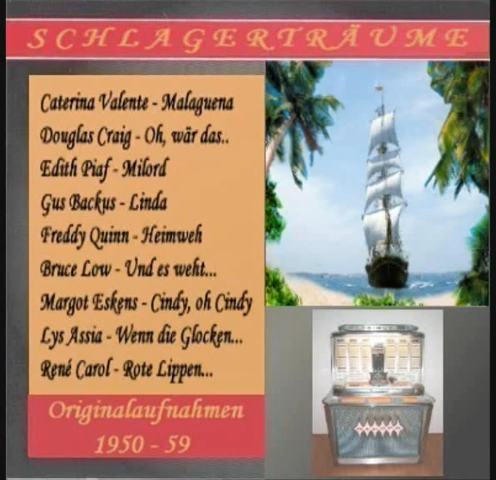 SCHLAGERTRÄUME
Caterina Valente - Malaguena
Douglas Craig - Oh, wär das..
Edith Piaf - Milord
Gus Backus - Linda
Freddy Quinn - Heimweh
Bruce Low - Und es weht...
Margot Eskens - Cindy, oh Cindy
Lys Assia - Wenn die Glocken...
René Carol - Rote Lippen...
Originalaufnahmen
1950 - 59